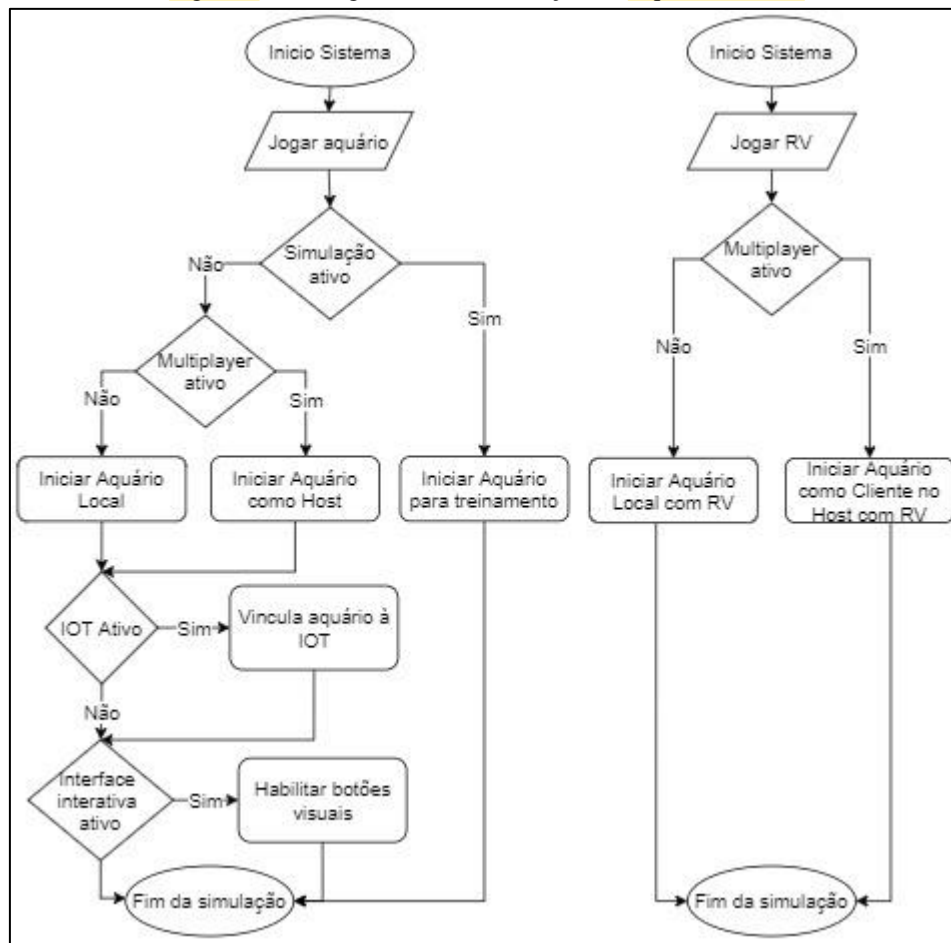 Inicio Sistema
Jogar aquário
Simulação
ativo
Não
Sim
Multiplayer
ativo
Não
Sim
Iniciar Aquário
Local
Iniciar Aquário
como Host
Iniciar Aquário
para treinamento
IOT Ativo
Sim
Vincula aquário à
IOT
Não
Interface
interativa
ativo
Sim
Habilitar botões
visuais
Fim da simulação
Inicio Sistema
Jogar RV
Multiplayer
ativo
Não
Sim
Iniciar Aquário
Local com RV
Iniciar Aquário
como Cliente no
Host com RV
Fim da simulação